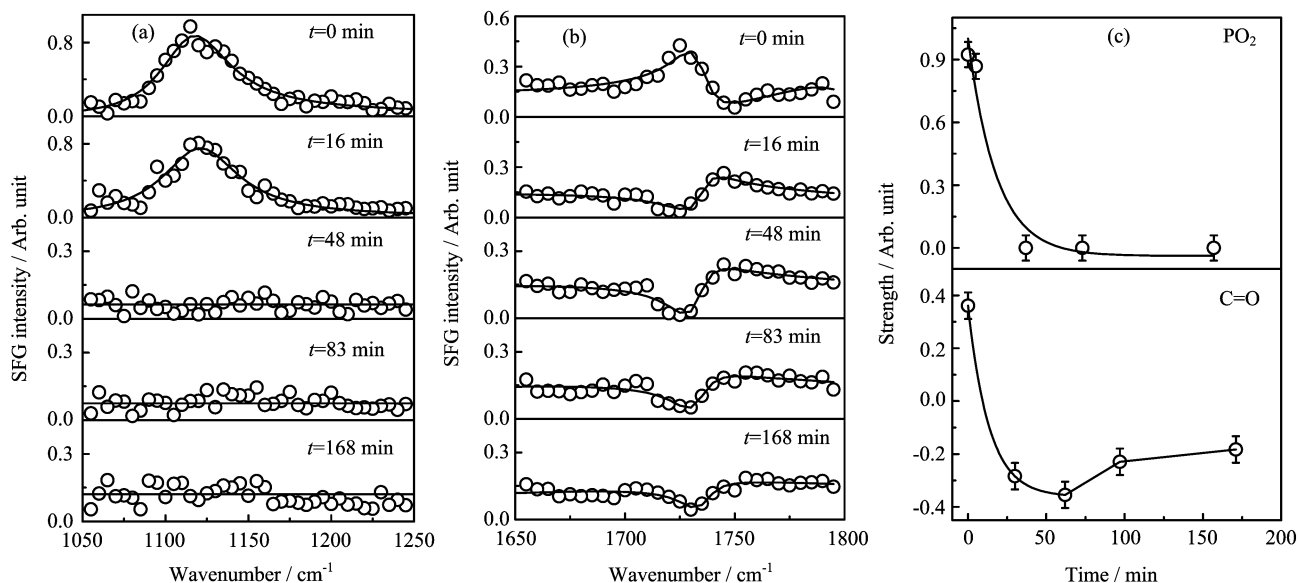 (a)
t=0 min
0.8
0.0
t=16 min
0.8
0.0
t=48 min
0.3
0.0
t=83 min
0.3
0.0
t=168 min
0.3
0.0
1050 1100 1150 1200 1250
Wavenumber / cm-1
SFG intensity / Arb. unit
(b)
t=0 min
0.6
0.3
0.0
t=16 min
0.3
0.0
t=48 min
0.3
0.0
t=83 min
0.3
0.0
t=168 min
0.3
0.0
1650 1700 1750 1800
Wavenumber / cm-1
SFG intensity / Arb. unit
(c)
PO2
0.9
0.6
0.3
0.0
C=O
0.4
0.2
0.0
-0.2
-0.4
0 50 100 150 200
Time / min
Strength / Arb. unit